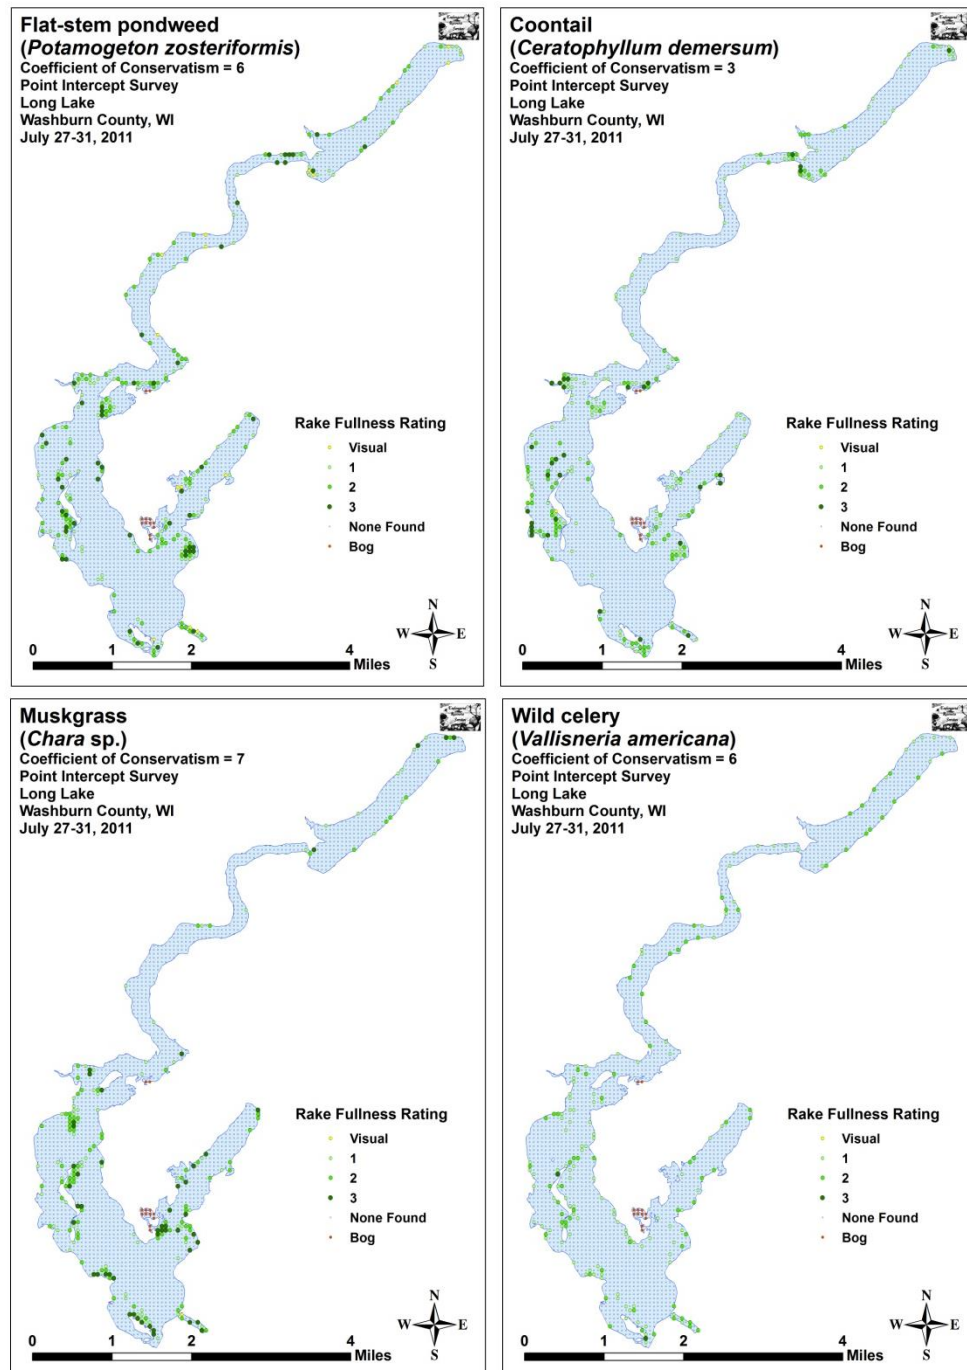 Flat-stem pondweed
(Potamogeton zosteriformis)
Coefficient of Conservatism = 6
Point Intercept Survey
Long Lake
Washburn County, WI
July 27-31, 2011
Rake Fullness Rating
Visual
1
2
3
None Found
Bog
N
W E
S
0 1 2 4
Miles
Coontail
(Ceratophyllum demersum)
Coefficient of Conservatism = 3
Point Intercept Survey
Long Lake
Washburn County, WI
July 27-31, 2011
Rake Fullness Rating
Visual
1
2
3
None Found
Bog
N
W E
S
0 1 2 4
Miles
Muskgrass
(Chara sp.)
Coefficient of Conservatism = 7
Point Intercept Survey
Long Lake
Washburn County, WI
July 27-31, 2011
Rake Fullness Rating
Visual
1
2
3
None Found
Bog
N
W E
S
0 1 2 4
Miles
Wild celery
(Vallisneria americana)
Coefficient of Conservatism = 6
Point Intercept Survey
Long Lake
Washburn County, WI
July 27-31, 2011
Rake Fullness Rating
Visual
1
2
3
None Found
Bog
N
W E
S
0 1 2 4
Miles